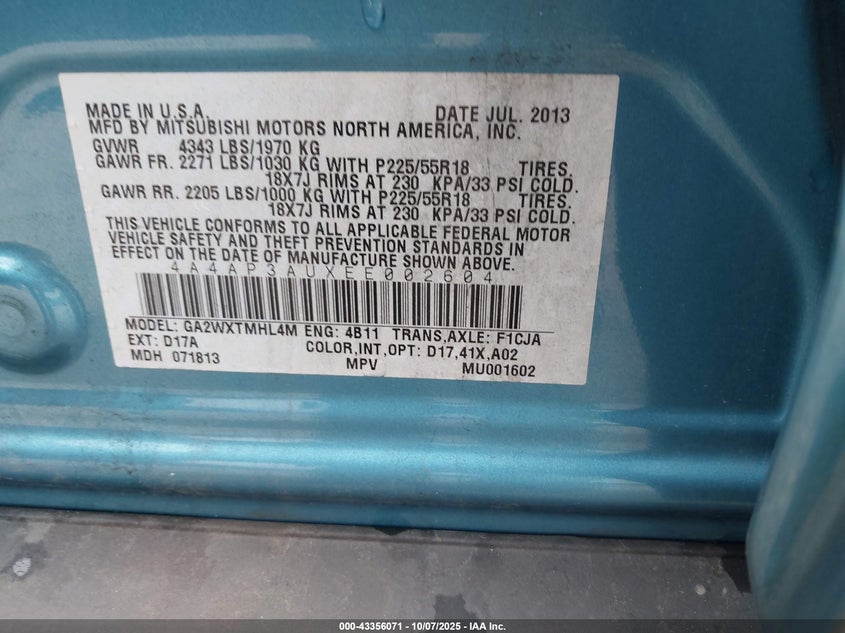 MADE IN U.S.A. DATE JUL. 2013
MFD BY MITSUBISHI MOTORS NORTH AMERICA, INC.
GVWR 4343 LBS/1970 KG
GAWR FR. 2271 LBS/1030 KG WITH P225/55R18 TIRES.
18X7J RIMS AT 230 KPA/33 PSI COLD.
GAWR RR. 2205 LBS/1000 KG WITH P225/55R18 TIRES.
18X7J RIMS AT 230 KPA/33 PSI COLD.
THIS VEHICLE CONFORMS TO ALL APPLICABLE FEDERAL MOTOR
VEHICLE SAFETY AND THEFT PREVENTION STANDARDS IN
EFFECT ON THE DATE OF MANUFACTURE SHOWN ABOVE.
4A4AP3AUXEE002604
MODEL: GA2WXTMHL4M ENG: 4B11 TRANS,AXLE: F1CJA
EXT: D17A COLOR,INT,OPT: D17,41X,A02
MDH 071813 MPV MU001602
000-43356071 - 10/07/2025 - IAA Holdings, LLC